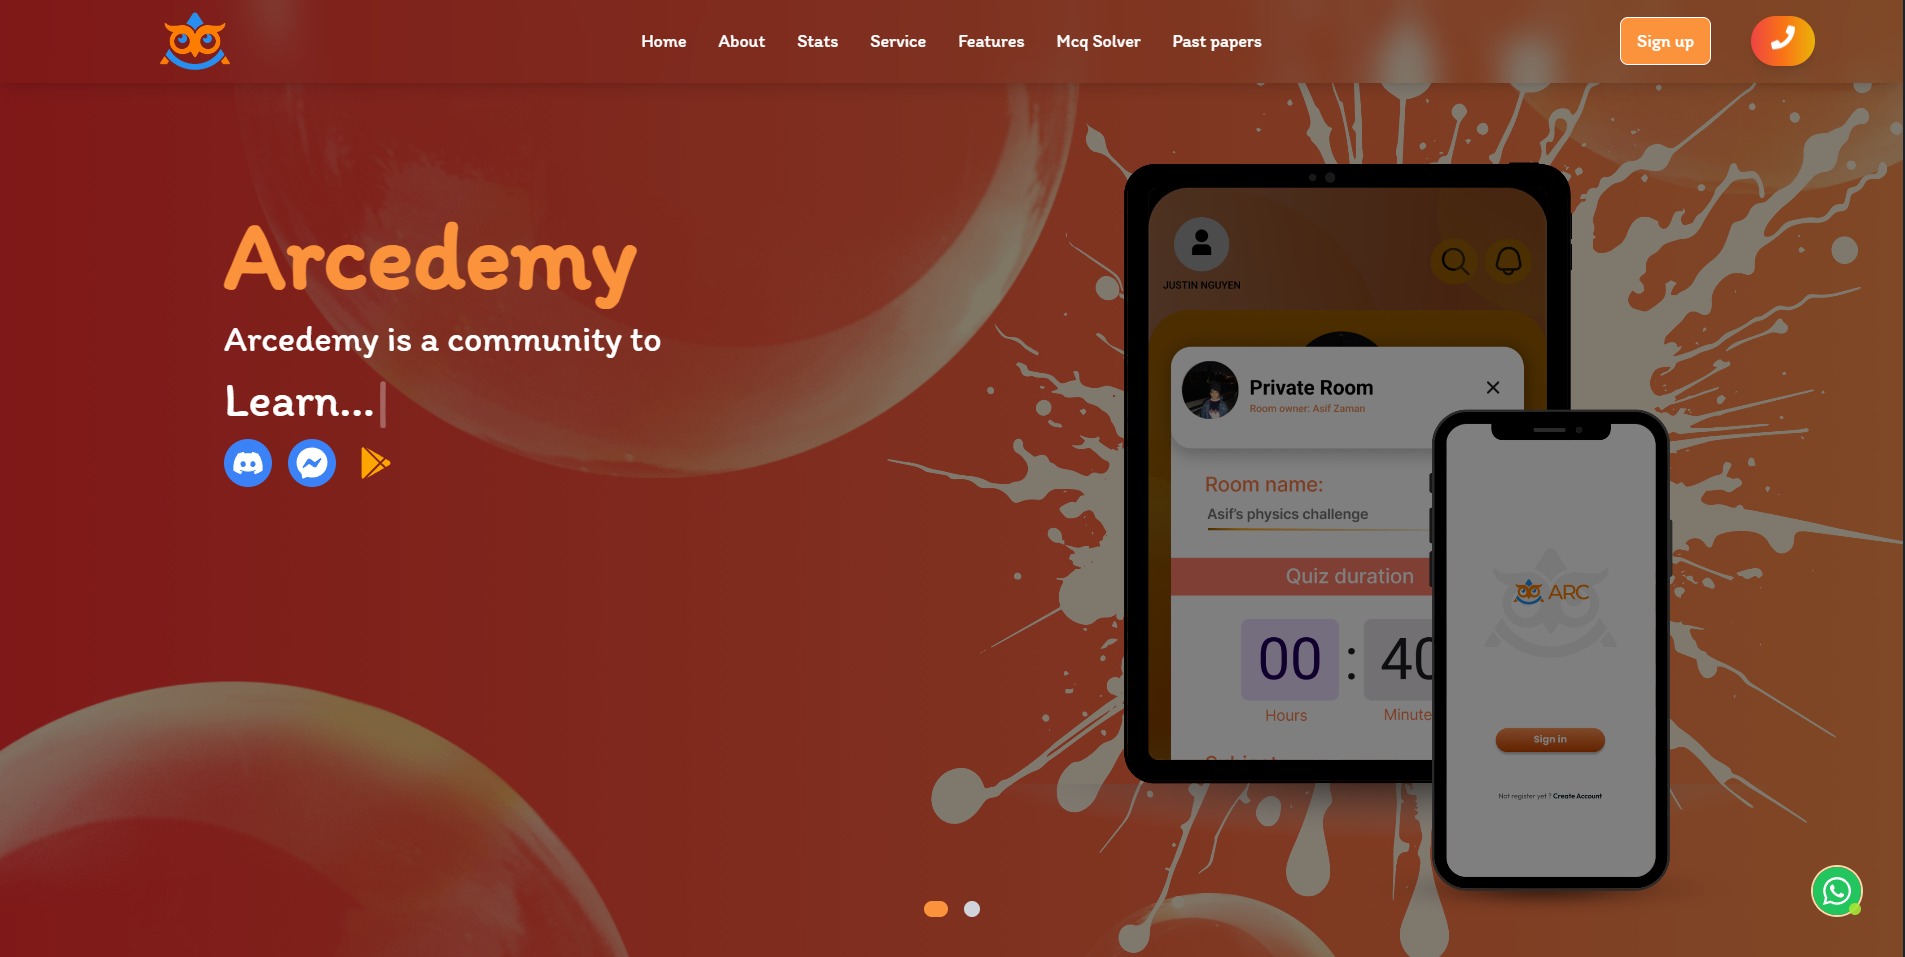 Home About Stats Service Features Mcq Solver Past papers Sign up
Arcedemy
Arcedemy is a community to
Learn...
JUSTIN NGUYEN
Private Room
Room owner: Asif Zaman
Room name:
Asif's physics challenge
Quiz duration
00 : 40
Hours Minute
ARC
Sign in
Not register yet ? Create Account